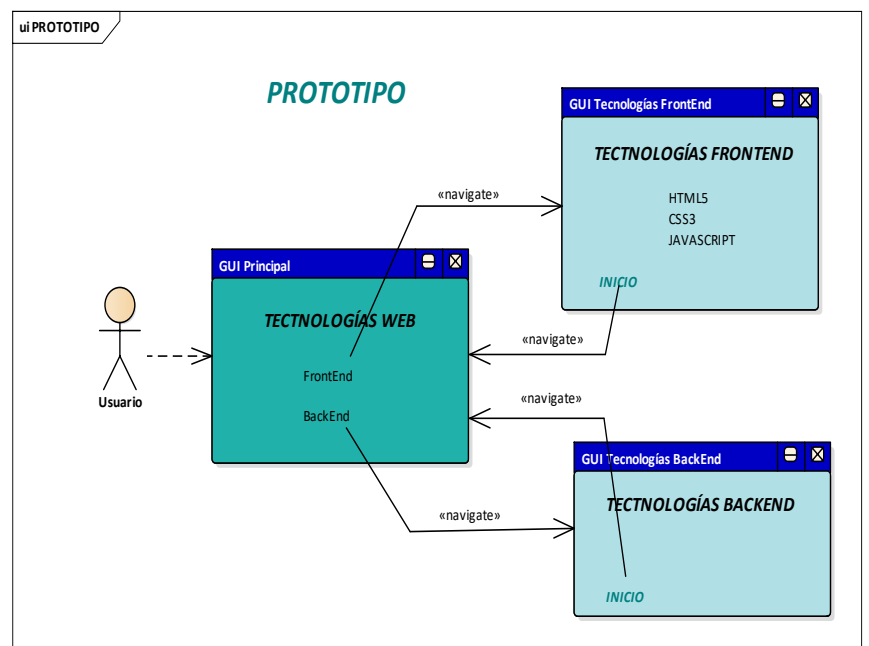 ui PROTOTIPO
PROTOTIPO
GUI Tecnologías FrontEnd
TECTNOLOGÍAS FRONTEND
HTML5
CSS3
JAVASCRIPT
INICIO
«navigate»
GUI Principal
TECTNOLOGÍAS WEB
FrontEnd
BackEnd
Usuario
«navigate»
«navigate»
GUI Tecnologías BackEnd
TECTNOLOGÍAS BACKEND
INICIO
«navigate»